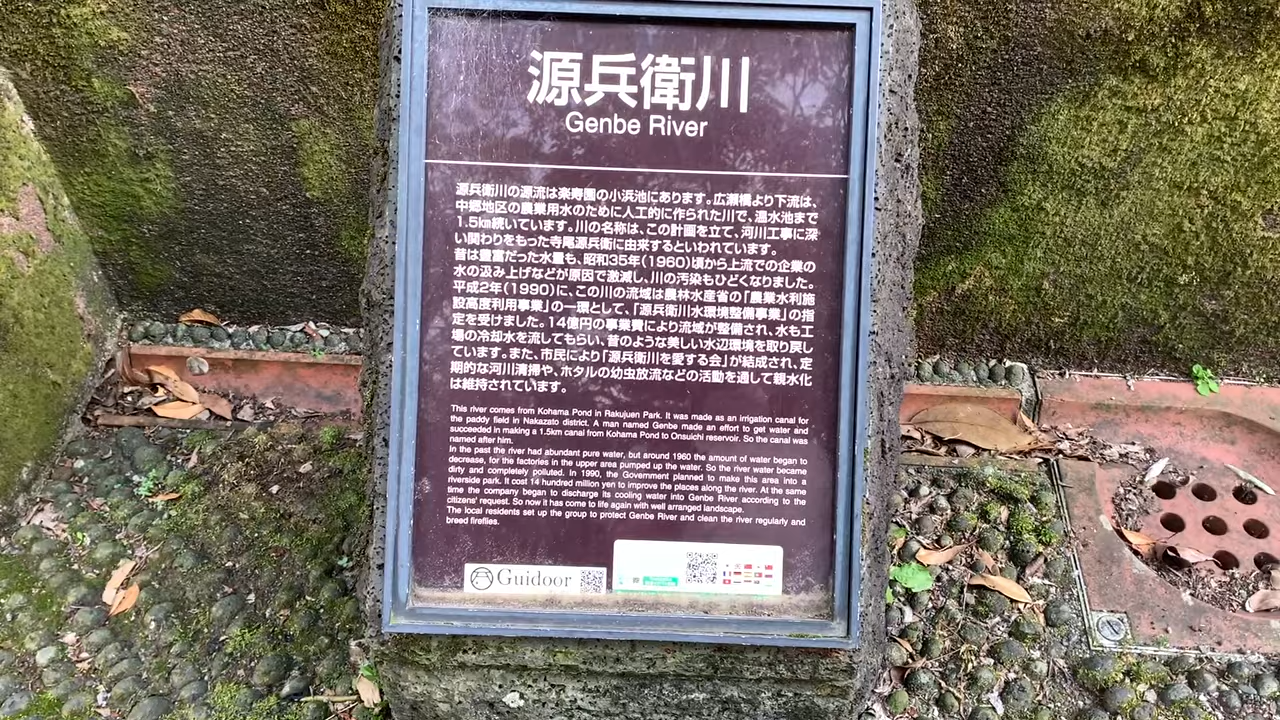 源兵衛川
Genbe River
源兵衛川の源流は楽寿園の小浜池にあります。広瀬橋より下流は、
中郷地区の農業用水のために人工的に作られた川で、温水池まで
1.5km続いています。川の名称は、この計画を立て、河川工事に深
い関わりをもった寺尾源兵衛に由来するといわれています。
昔は豊富だった水量も、昭和35年(1960)頃から上流での企業の
水の汲み上げなどが原因で激減し、川の汚染もひどくなりました。
平成2年(1990)に、この川の流域は農林水産省の「農業水利施
設高度利用事業」の一環として、「源兵衛川水環境整備事業」の指
定を受けました。14億円の事業費により流域が整備され、水も工
場の冷却水を流してもらい、昔のような美しい水辺環境を取り戻し
ています。また、市民により「源兵衛川を愛する会」が結成され、定
期的な河川清掃や、ホタルの幼虫放流などの活動を通して親水化
は維持されています。
This river comes from Kohama Pond in Rakujuen Park. It was made as an irrigation canal for
the paddy field in Nakazato district. A man named Genbe made an effort to get water and
succeeded in making a 1.5km canal from Kohama Pond to Onsuichi reservoir. So the canal was
named after him.
In the past the river had abundant pure water, but around 1960 the amount of water began to
decrease, for the factories in the upper area pumped up the water. So the river water became
dirty and completely polluted. In 1990, the Government planned to make this area into a
riverside park. It cost 14 hundred million yen to improve the places along the river. At the same
time the company began to discharge its cooling water into Genbe River according to the
citizens' request. So now it has come to life again with well arranged landscape.
The local residents set up the group to protect Genbe River and clean the river regularly and
breed fireflies.
Guidoor